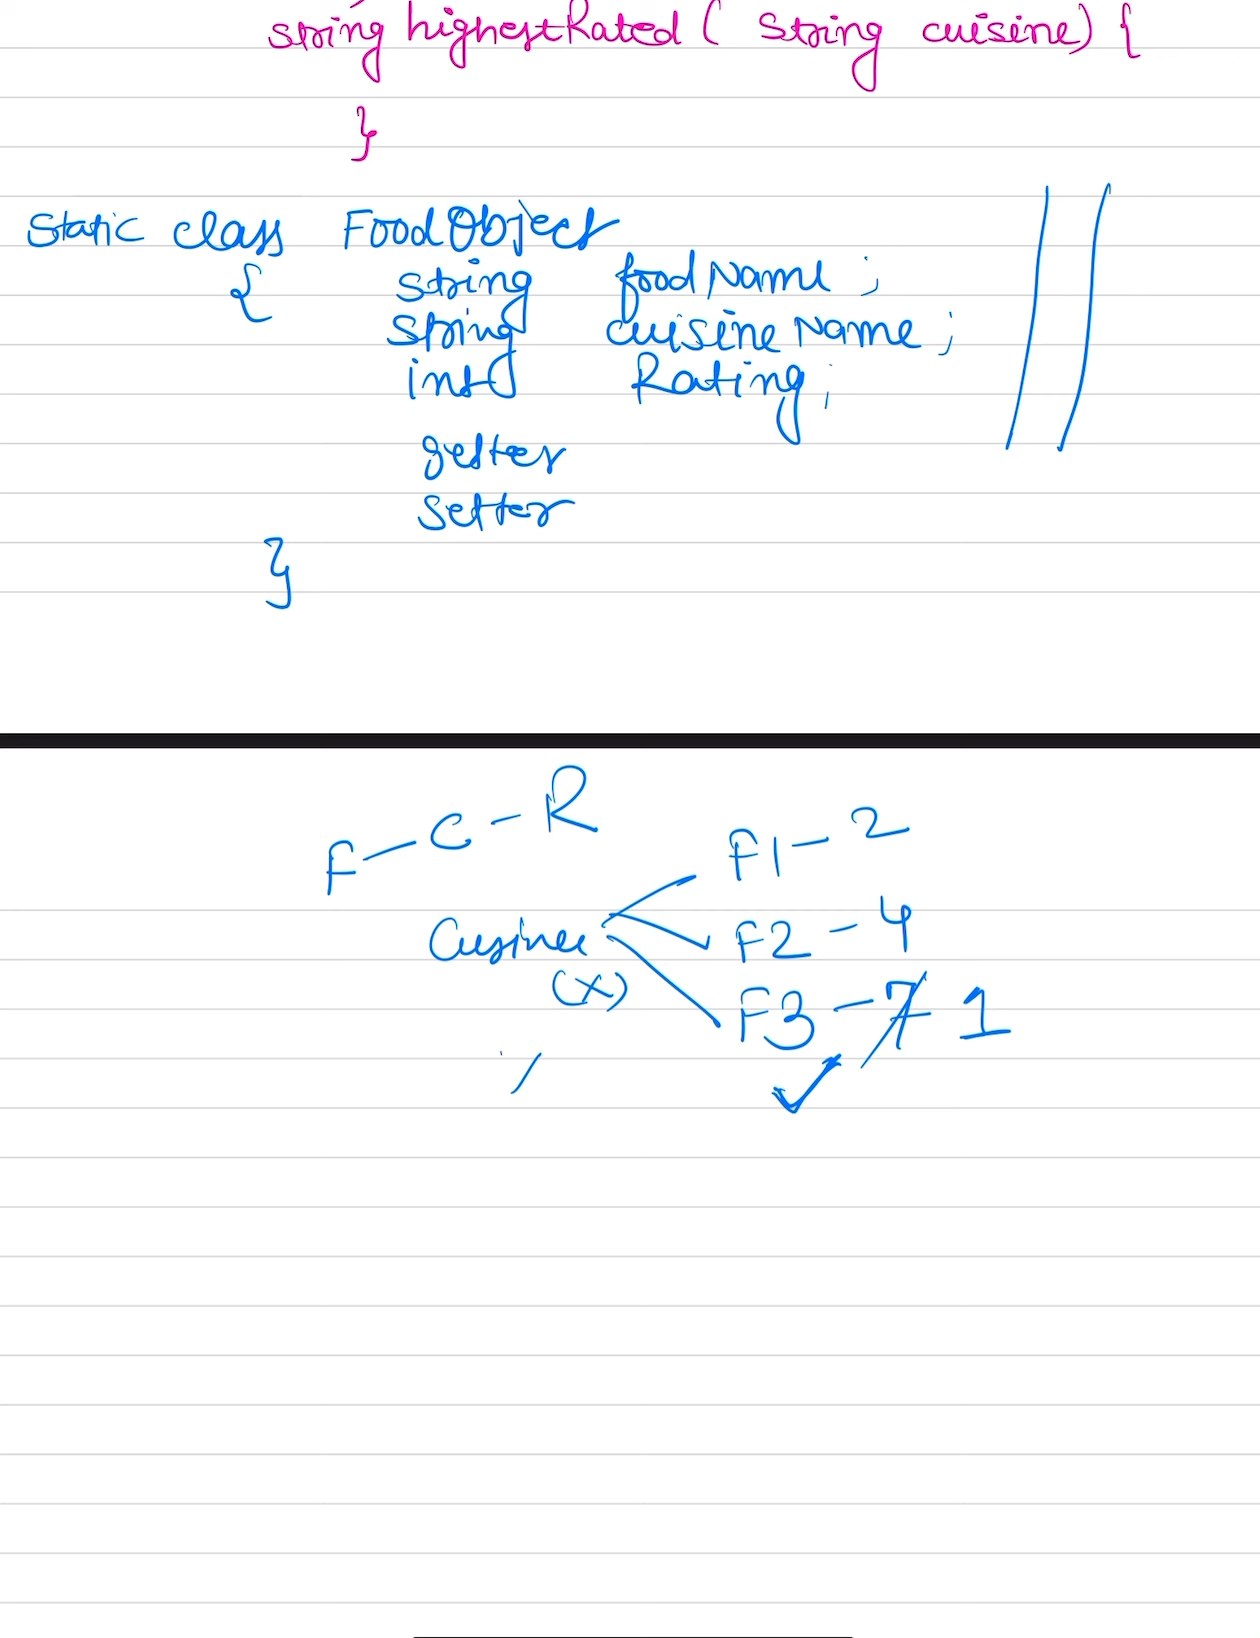 string highestRated ( String cuisine) {
}
Static class FoodObject
{ string foodName ;
string cuisineName ;
int Rating;
getter
Setter
}
F - C - R
F1 - 2
Cusinee F2 - 4
(X)
F3 - 7 1